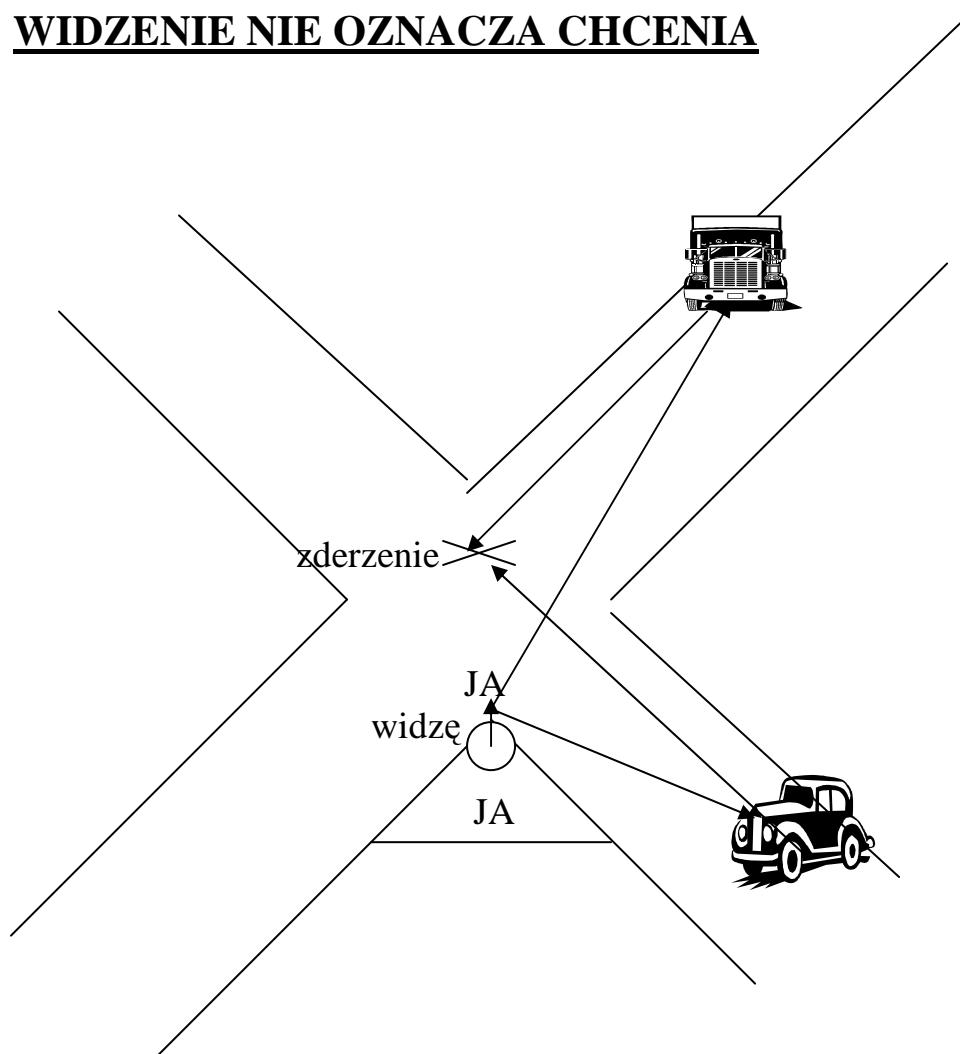 WIDZENIE NIE OZNACZA CHCENIA
zderzenie
JA
widzę
JA